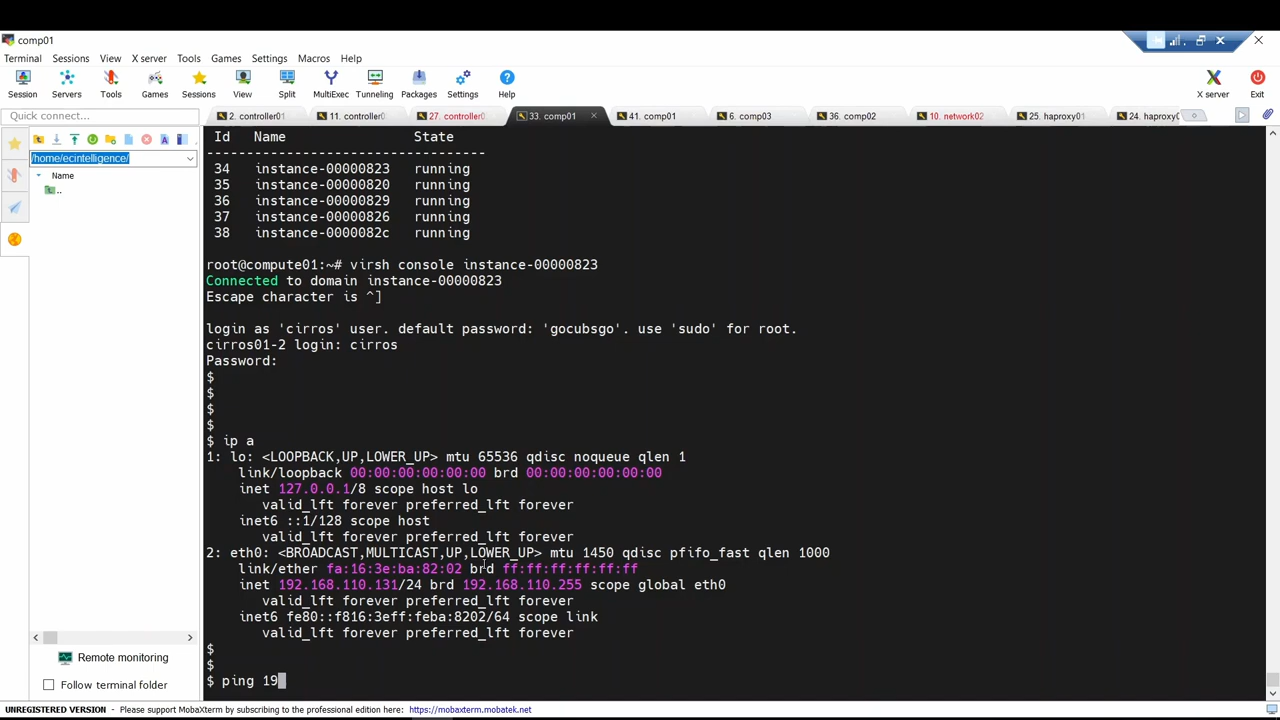 comp01
Terminal Sessions View X server Tools Games Settings Macros Help
Session Servers Tools Games Sessions View Split MultiExec Tunneling Packages Settings Help X server Exit
Quick connect...
2. controller01 11. controller0 27. controller0 33. comp01 41. comp01 6. comp03 36. comp02 10. network02 25. haproxy01 24. haproxy0
/home/ecintelligence/
Name
..
Id Name State
----------------------------------
34 instance-00000823 running
35 instance-00000820 running
36 instance-00000829 running
37 instance-00000826 running
38 instance-0000082c running
root@compute01:~# virsh console instance-00000823
Connected to domain instance-00000823
Escape character is ^]
login as 'cirros' user. default password: 'gocubsgo'. use 'sudo' for root.
cirros01-2 login: cirros
Password:
$
$
$
$
$ ip a
1: lo: <LOOPBACK,UP,LOWER_UP> mtu 65536 qdisc noqueue qlen 1
link/loopback 00:00:00:00:00:00 brd 00:00:00:00:00:00
inet 127.0.0.1/8 scope host lo
valid_lft forever preferred_lft forever
inet6 ::1/128 scope host
valid_lft forever preferred_lft forever
2: eth0: <BROADCAST,MULTICAST,UP,LOWER_UP> mtu 1450 qdisc pfifo_fast qlen 1000
link/ether fa:16:3e:ba:82:02 brd ff:ff:ff:ff:ff:ff
inet 192.168.110.131/24 brd 192.168.110.255 scope global eth0
valid_lft forever preferred_lft forever
inet6 fe80::f816:3eff:feba:8202/64 scope link
valid_lft forever preferred_lft forever
$
$
$ ping 19
Remote monitoring
Follow terminal folder
UNREGISTERED VERSION - Please support MobaXterm by subscribing to the professional edition here: https://mobaxterm.mobatek.net